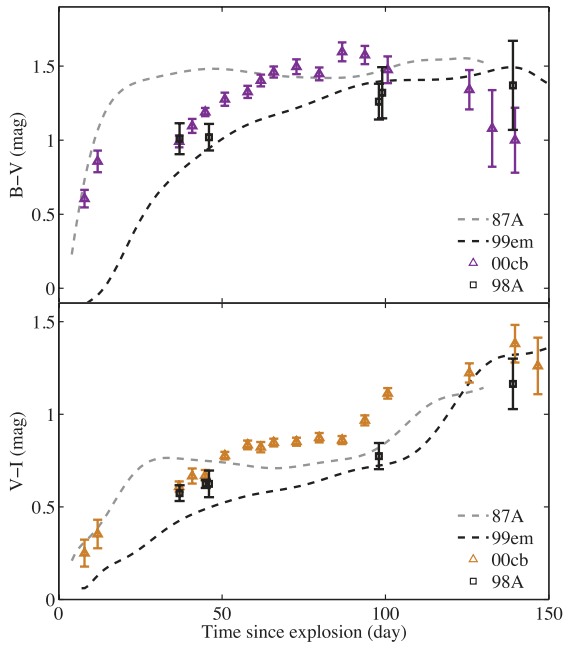 1.5
1
0.5
0
B−V (mag)
87A
99em
00cb
98A
1.5
1
0.5
0
V−I (mag)
87A
99em
00cb
98A
0 50 100 150
Time since explosion (day)